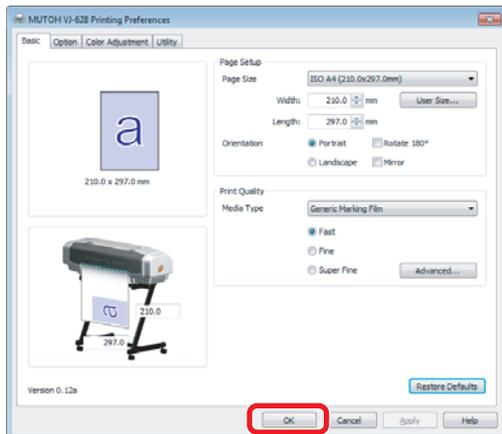 MUTOH VJ-628 Printing Preferences
Basic Option Color Adjustment Utility
a
210.0 x 297.0 mm
Page Setup
Page Size ISO A4 (210.0x297.0mm)
Width: 210.0 mm User Size...
Length: 297.0 mm
Orientation Portrait Rotate 180°
Landscape Mirror
Print Quality
Media Type Generic Marking Film
Fast
Fine
Super Fine Advanced...
a
210.0
297.0
Version 0.12a
Restore Defaults
OK Cancel Apply Help